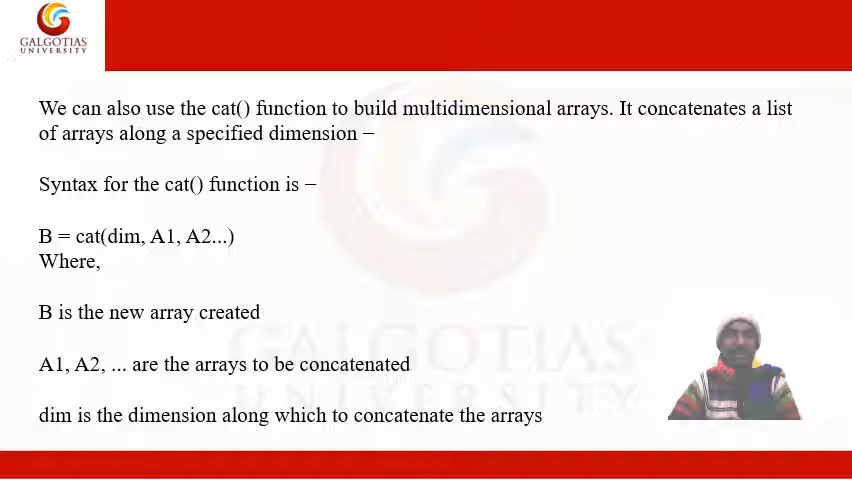 GALGOTIAS
UNIVERSITY
We can also use the cat() function to build multidimensional arrays. It concatenates a list
of arrays along a specified dimension −
Syntax for the cat() function is −
B = cat(dim, A1, A2...)
Where,
B is the new array created
A1, A2, ... are the arrays to be concatenated
dim is the dimension along which to concatenate the arrays
GALGOTIAS
UNIVERSITY